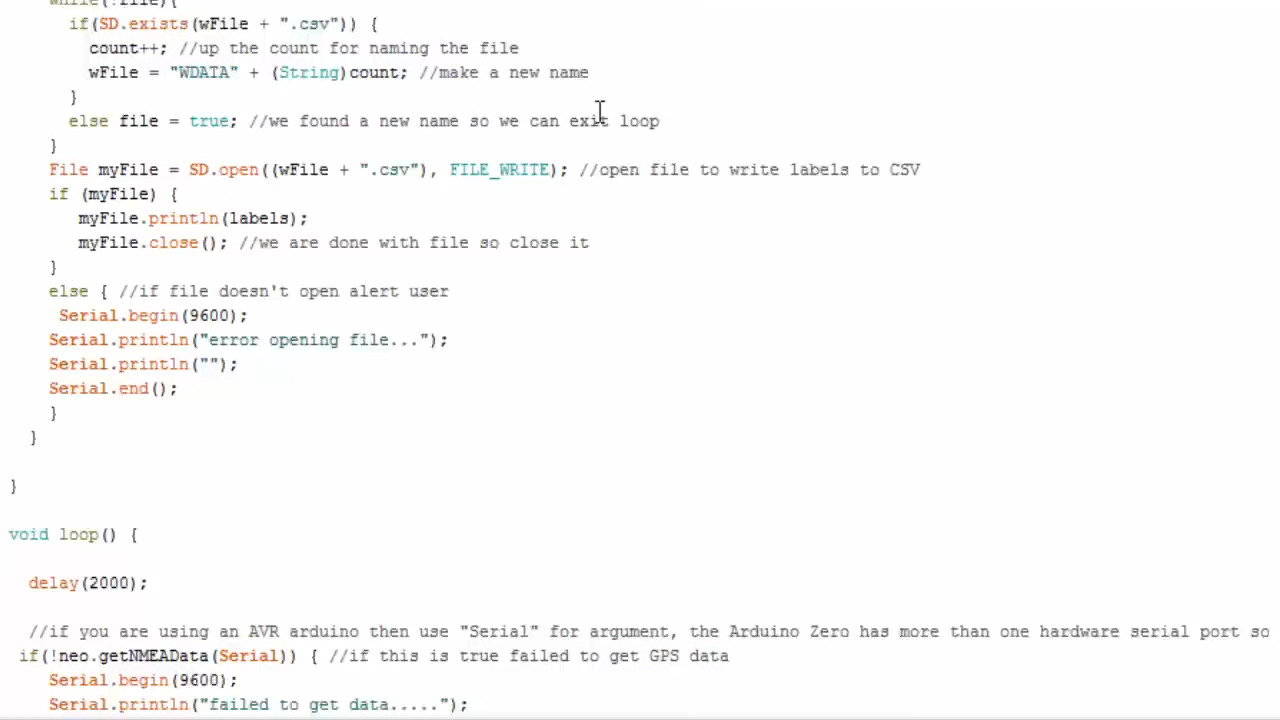 while(!file){
if(SD.exists(wFile + ".csv")) {
count++; //up the count for naming the file
wFile = "WDATA" + (String)count; //make a new name
}
else file = true; //we found a new name so we can exit loop
}
File myFile = SD.open((wFile + ".csv"), FILE_WRITE); //open file to write labels to CSV
if (myFile) {
myFile.println(labels);
myFile.close(); //we are done with file so close it
}
else { //if file doesn't open alert user
Serial.begin(9600);
Serial.println("error opening file...");
Serial.println("");
Serial.end();
}
}
}
void loop() {
delay(2000);
//if you are using an AVR arduino then use "Serial" for argument, the Arduino Zero has more than one hardware serial port so
if(!neo.getNMEAData(Serial)) { //if this is true failed to get GPS data
Serial.begin(9600);
Serial.println("failed to get data.....");